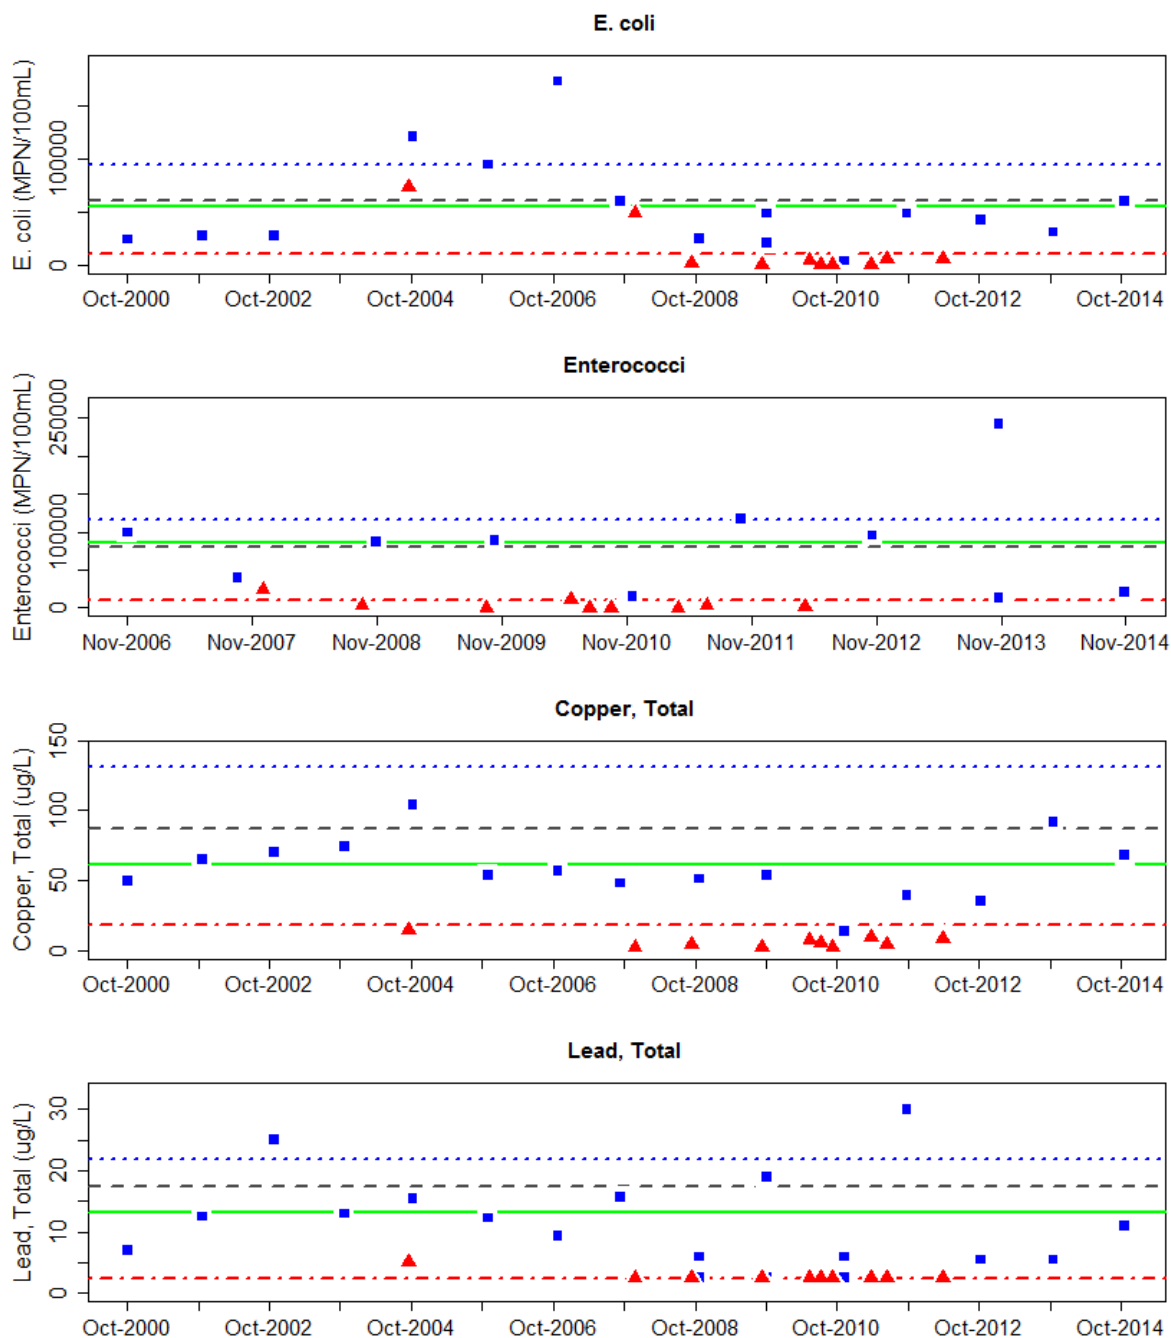 E. coli
E. coli (MPN/100mL)
100000
0
Oct-2000 Oct-2002 Oct-2004 Oct-2006 Oct-2008 Oct-2010 Oct-2012 Oct-2014
Enterococci
Enterococci (MPN/100mL)
250000
100000
0
Nov-2006 Nov-2007 Nov-2008 Nov-2009 Nov-2010 Nov-2011 Nov-2012 Nov-2013 Nov-2014
Copper, Total
Copper, Total (ug/L)
150
100
50
0
Oct-2000 Oct-2002 Oct-2004 Oct-2006 Oct-2008 Oct-2010 Oct-2012 Oct-2014
Lead, Total
Lead, Total (ug/L)
30
20
10
0
Oct-2000 Oct-2002 Oct-2004 Oct-2006 Oct-2008 Oct-2010 Oct-2012 Oct-2014